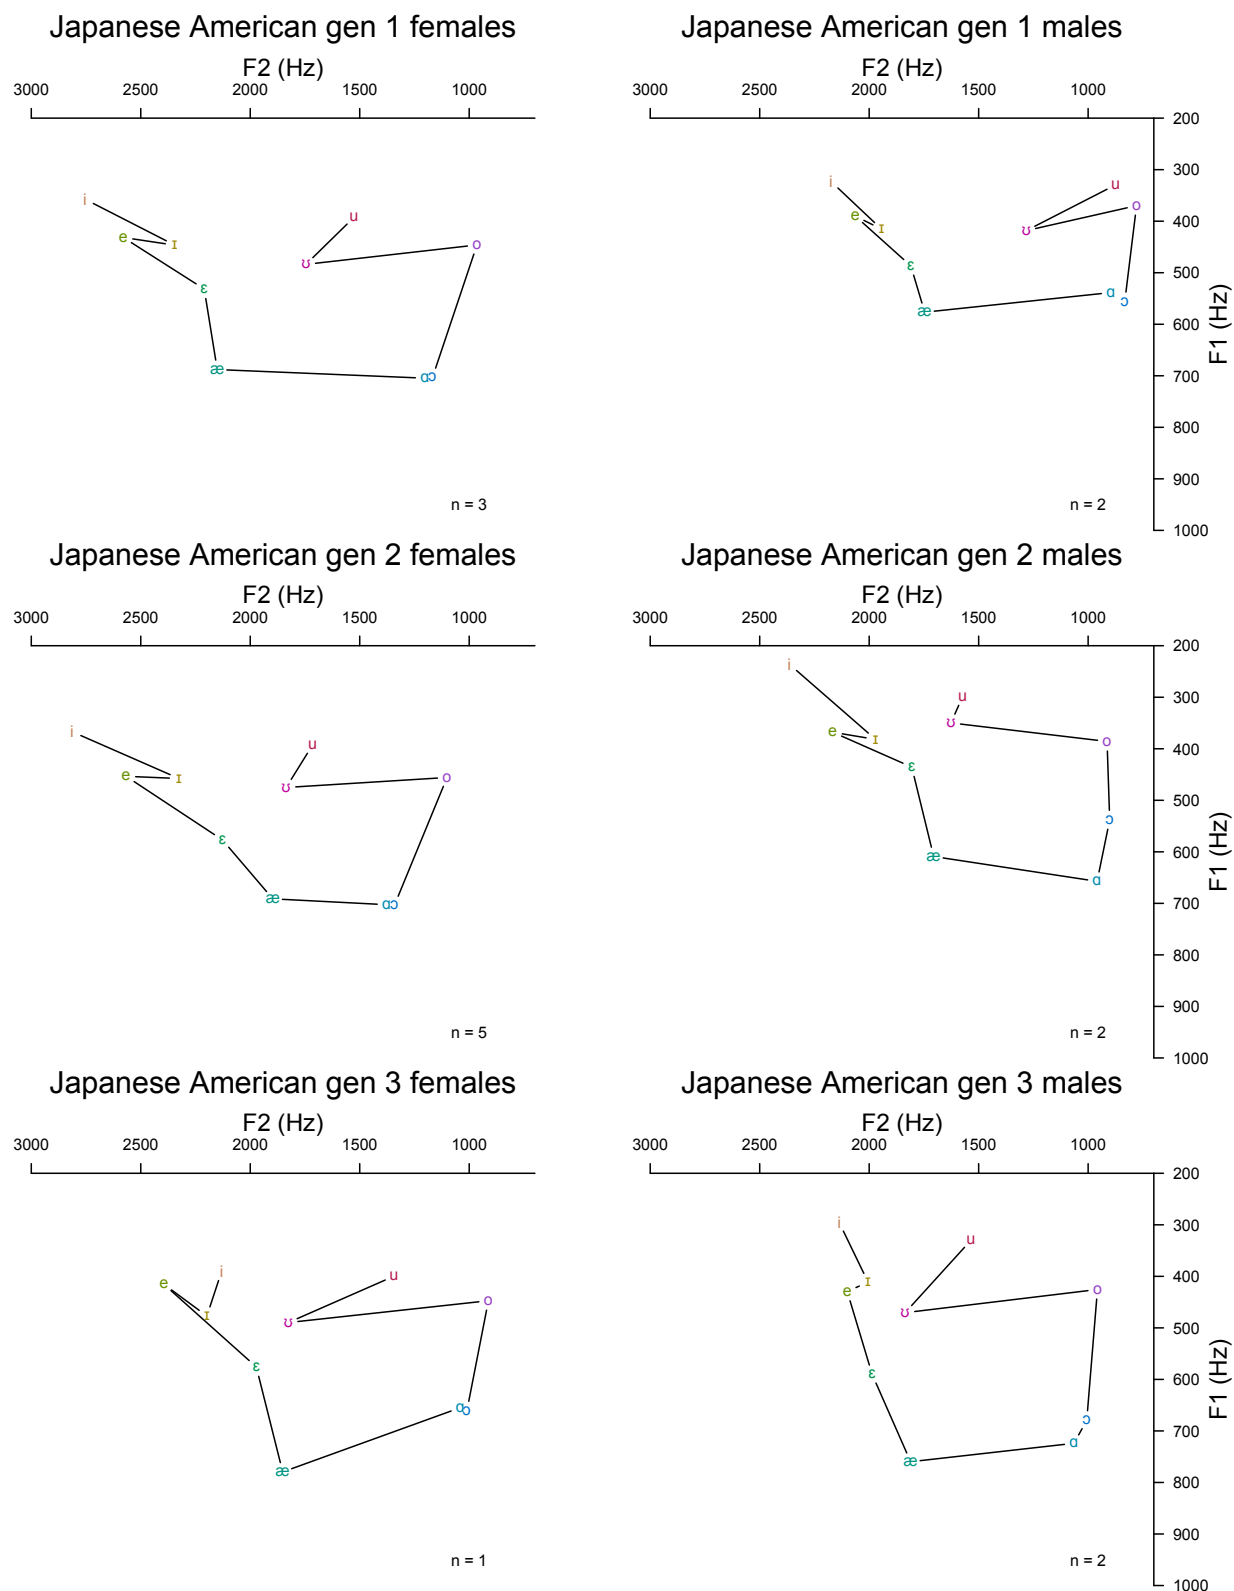 Japanese American gen 1 females
F2 (Hz)
3000 2500 2000 1500 1000
i
u
e
ɪ
o
ʊ
ɛ
æ
ɑ ɔ
n = 3
Japanese American gen 1 males
F2 (Hz)
3000 2500 2000 1500 1000
200
300
400
500
600
700
800
900
1000
F1 (Hz)
i
u
e
o
ɪ
ʊ
ɛ
ɑ
ɔ
æ
n = 2
Japanese American gen 2 females
F2 (Hz)
3000 2500 2000 1500 1000
i
u
e
ɪ
o
ʊ
ɛ
æ
ɑ ɔ
n = 5
Japanese American gen 2 males
F2 (Hz)
3000 2500 2000 1500 1000
200
300
400
500
600
700
800
900
1000
F1 (Hz)
i
u
ʊ
e
ɪ
o
ɛ
ɔ
æ
ɑ
n = 2
Japanese American gen 3 females
F2 (Hz)
3000 2500 2000 1500 1000
i
u
e
o
ɪ
ʊ
ɛ
ɑ
ɔ
æ
n = 1
Japanese American gen 3 males
F2 (Hz)
3000 2500 2000 1500 1000
200
300
400
500
600
700
800
900
1000
F1 (Hz)
i
u
ɪ
e
o
ʊ
ɛ
ɔ
ɑ
æ
n = 2